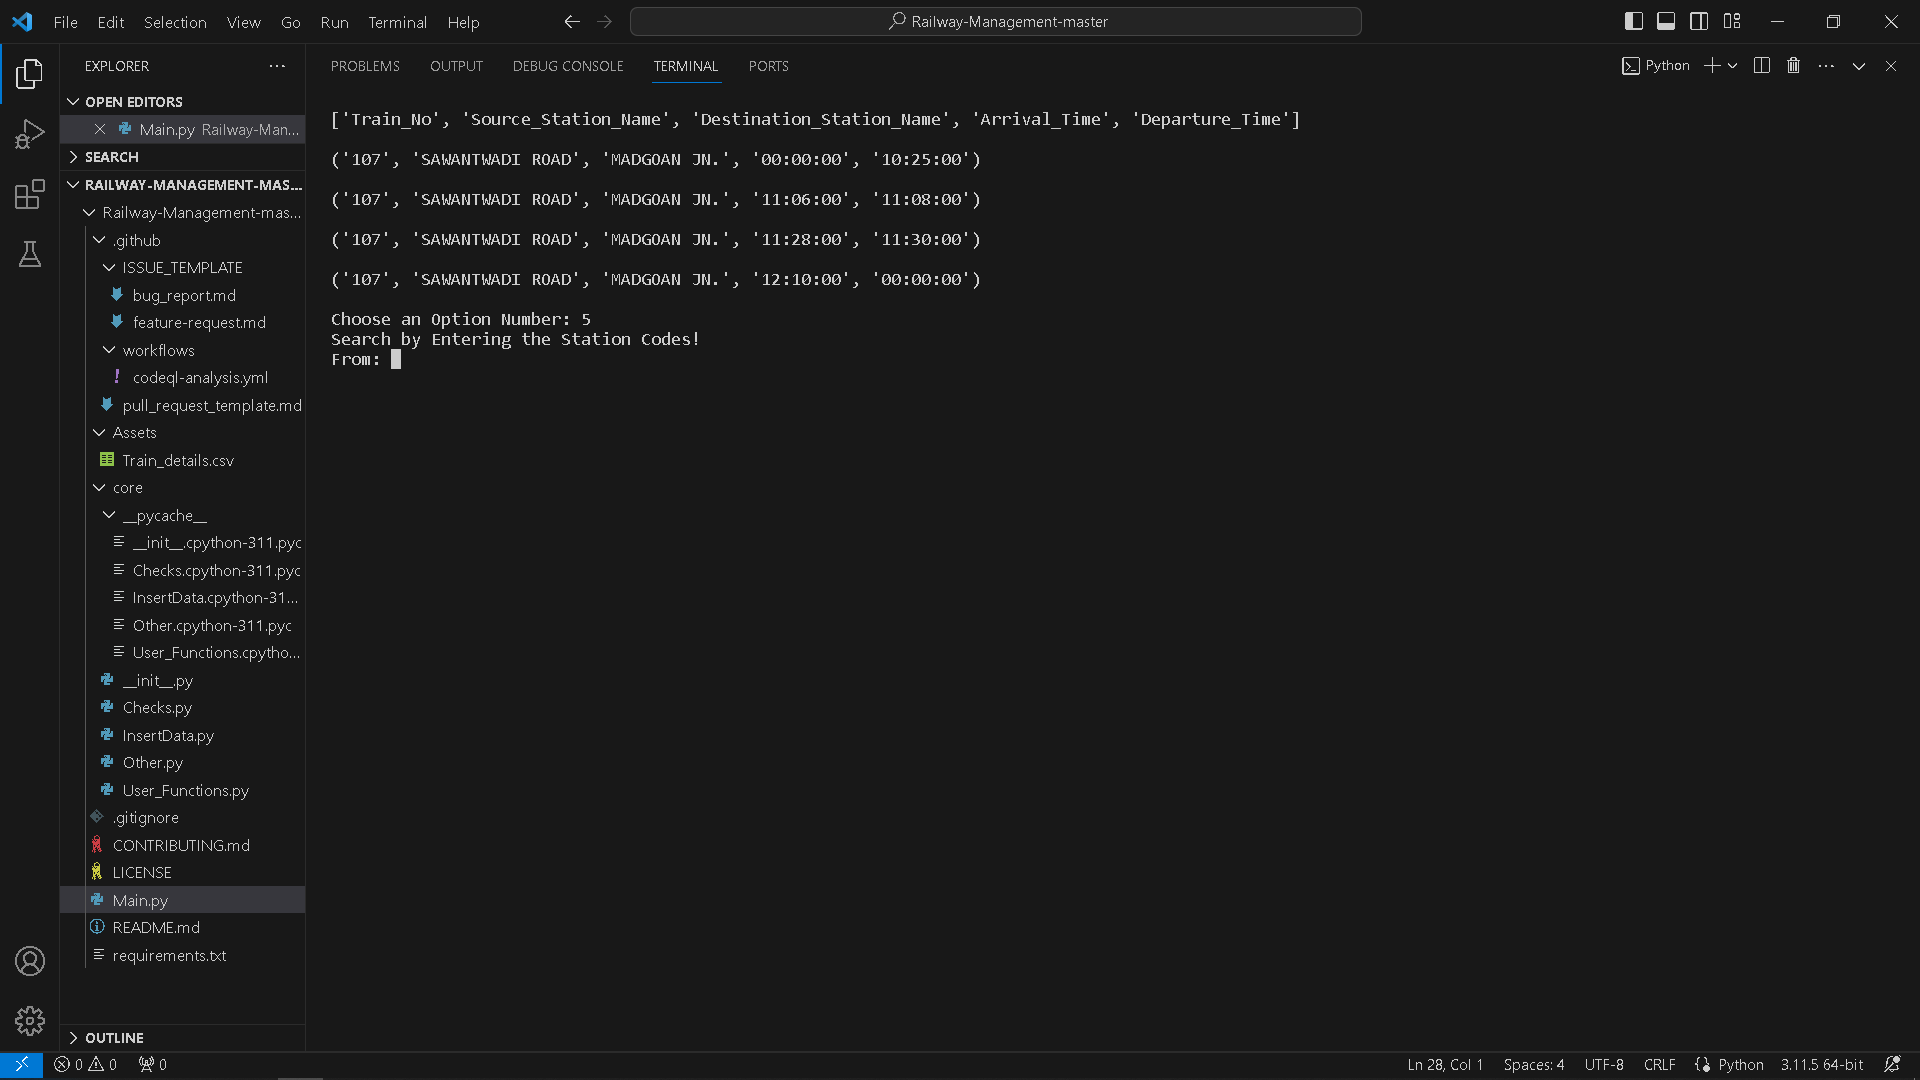 File Edit Selection View Go Run Terminal Help
Railway-Management-master
EXPLORER
OPEN EDITORS
Main.py Railway-Man...
SEARCH
RAILWAY-MANAGEMENT-MAS...
Railway-Management-mas...
.github
ISSUE_TEMPLATE
bug_report.md
feature-request.md
workflows
! codeql-analysis.yml
pull_request_template.md
Assets
Train_details.csv
core
__pycache__
__init__.cpython-311.pyc
Checks.cpython-311.pyc
InsertData.cpython-31...
Other.cpython-311.pyc
User_Functions.cpytho...
__init__.py
Checks.py
InsertData.py
Other.py
User_Functions.py
.gitignore
CONTRIBUTING.md
LICENSE
Main.py
README.md
requirements.txt
OUTLINE
PROBLEMS OUTPUT DEBUG CONSOLE TERMINAL PORTS
Python
['Train_No', 'Source_Station_Name', 'Destination_Station_Name', 'Arrival_Time', 'Departure_Time']
('107', 'SAWANTWADI ROAD', 'MADGOAN JN.', '00:00:00', '10:25:00')
('107', 'SAWANTWADI ROAD', 'MADGOAN JN.', '11:06:00', '11:08:00')
('107', 'SAWANTWADI ROAD', 'MADGOAN JN.', '11:28:00', '11:30:00')
('107', 'SAWANTWADI ROAD', 'MADGOAN JN.', '12:10:00', '00:00:00')
Choose an Option Number: 5
Search by Entering the Station Codes!
From:
0 0 0
Ln 28, Col 1 Spaces: 4 UTF-8 CRLF Python 3.11.5 64-bit